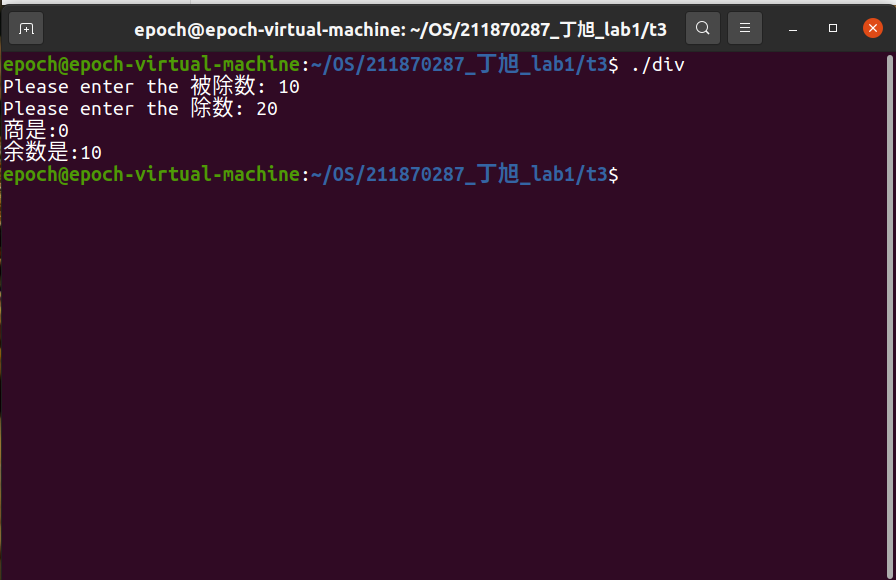 epoch@epoch-virtual-machine: ~/OS/211870287_丁旭_lab1/t3
epoch@epoch-virtual-machine:~/OS/211870287_丁旭_lab1/t3$ ./div
Please enter the 被除数: 10
Please enter the 除数: 20
商是:0
余数是:10
epoch@epoch-virtual-machine:~/OS/211870287_丁旭_lab1/t3$